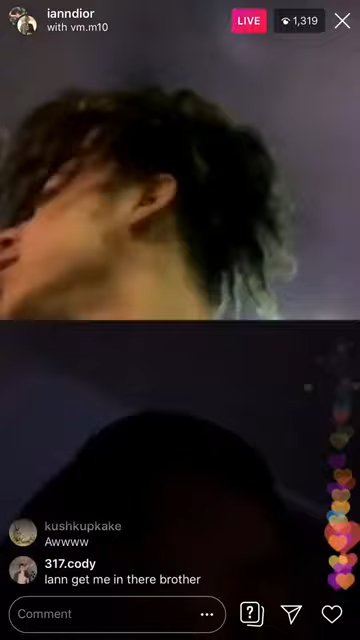 ianndior
LIVE
1,319
with vm.m10
kushkupkake
Awwww
317.cody
Iann get me in there brother
Comment